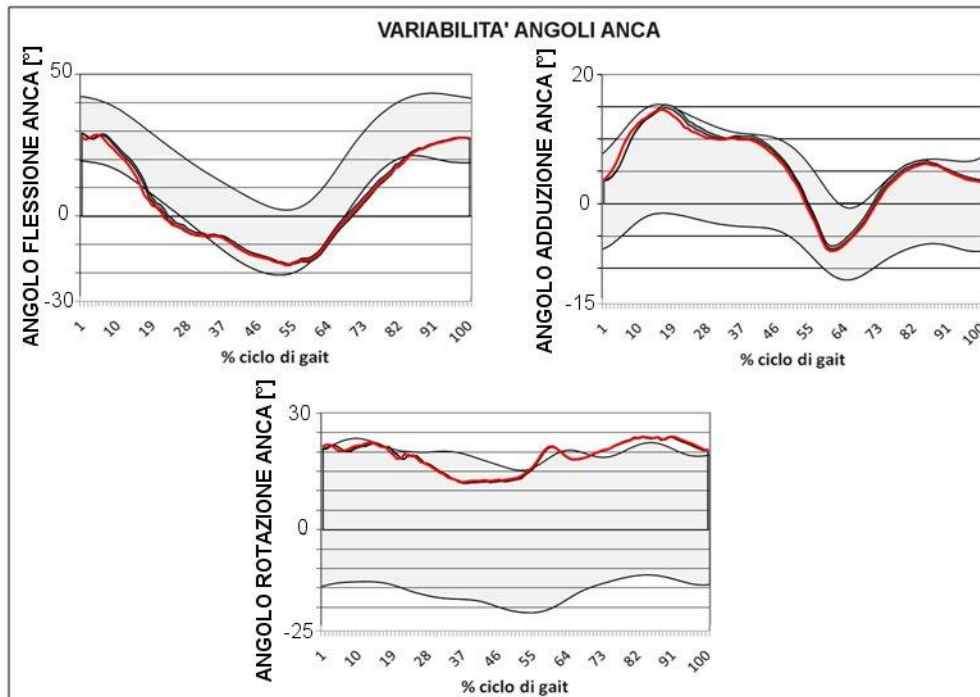 VARIABILITA' ANGOLI ANCA
ANGOLO FLESSIONE ANCA [°]
50
0
-30
1 10 19 28 37 46 55 64 73 82 91 100
% ciclo di gait
ANGOLO ADDUZIONE ANCA [°]
20
0
-15
1 10 19 28 37 46 55 64 73 82 91 100
% ciclo di gait
ANGOLO ROTAZIONE ANCA [°]
30
0
-25
1 10 19 28 37 46 55 64 73 82 91 100
% ciclo di gait